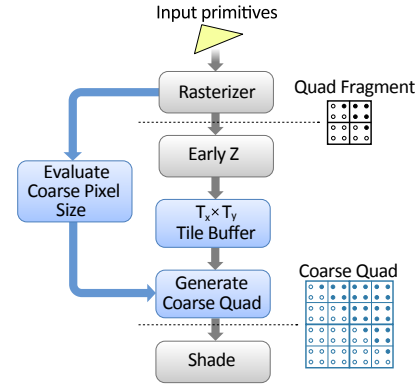 Input primitives
Rasterizer
Quad Fragment
Early Z
Evaluate
Coarse Pixel
Size
Tx×Ty
Tile Buffer
Generate
Coarse Quad
Coarse Quad
Shade